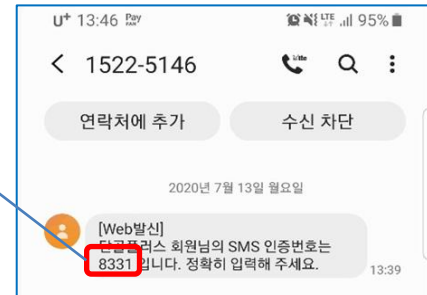 U+ 13:46 Pay
LTE 95%
< 1522-5146
연락처에 추가 수신 차단
2020년 7월 13일 월요일
[Web발신]
단골플러스 회원님의 SMS 인증번호는
8331 입니다. 정확히 입력해 주세요.
13:39